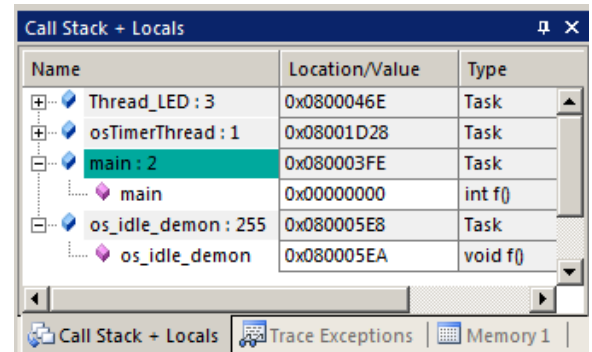 Call Stack + Locals
Name Location/Value Type
Thread_LED : 3 0x0800046E Task
osTimerThread : 1 0x08001D28 Task
main : 2 0x080003FE Task
main 0x00000000 int f()
os_idle_demon : 255 0x080005E8 Task
os_idle_demon 0x080005EA void f()
Call Stack + Locals Trace Exceptions Memory 1